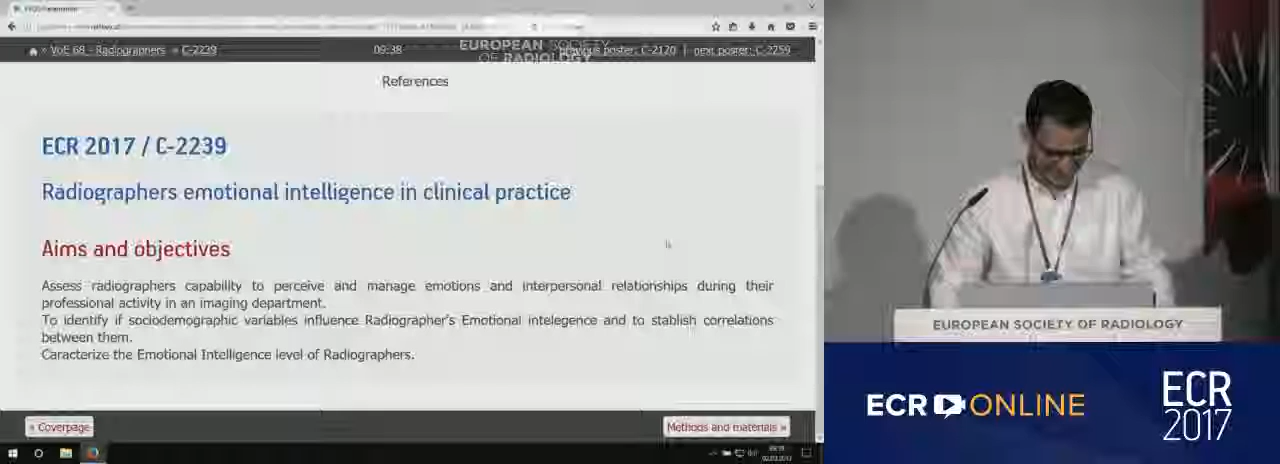 VoE 68 - Radiographers » C-2239
09:38
EUROPEAN SOCIETY
OF RADIOLOGY
previous poster: C-2120 | next poster: C-2259
References
ECR 2017 / C-2239
Radiographers emotional intelligence in clinical practice
Aims and objectives
Assess radiographers capability to perceive and manage emotions and interpersonal relationships during their
professional activity in an imaging department.
To identify if sociodemographic variables influence Radiographer's Emotional intelegence and to stablish correlations
between them.
Caracterize the Emotional Intelligence level of Radiographers.
« Coverpage
Methods and materials »
EUROPEAN SOCIETY OF RADIOLOGY
ECR ONLINE
ECR
2017